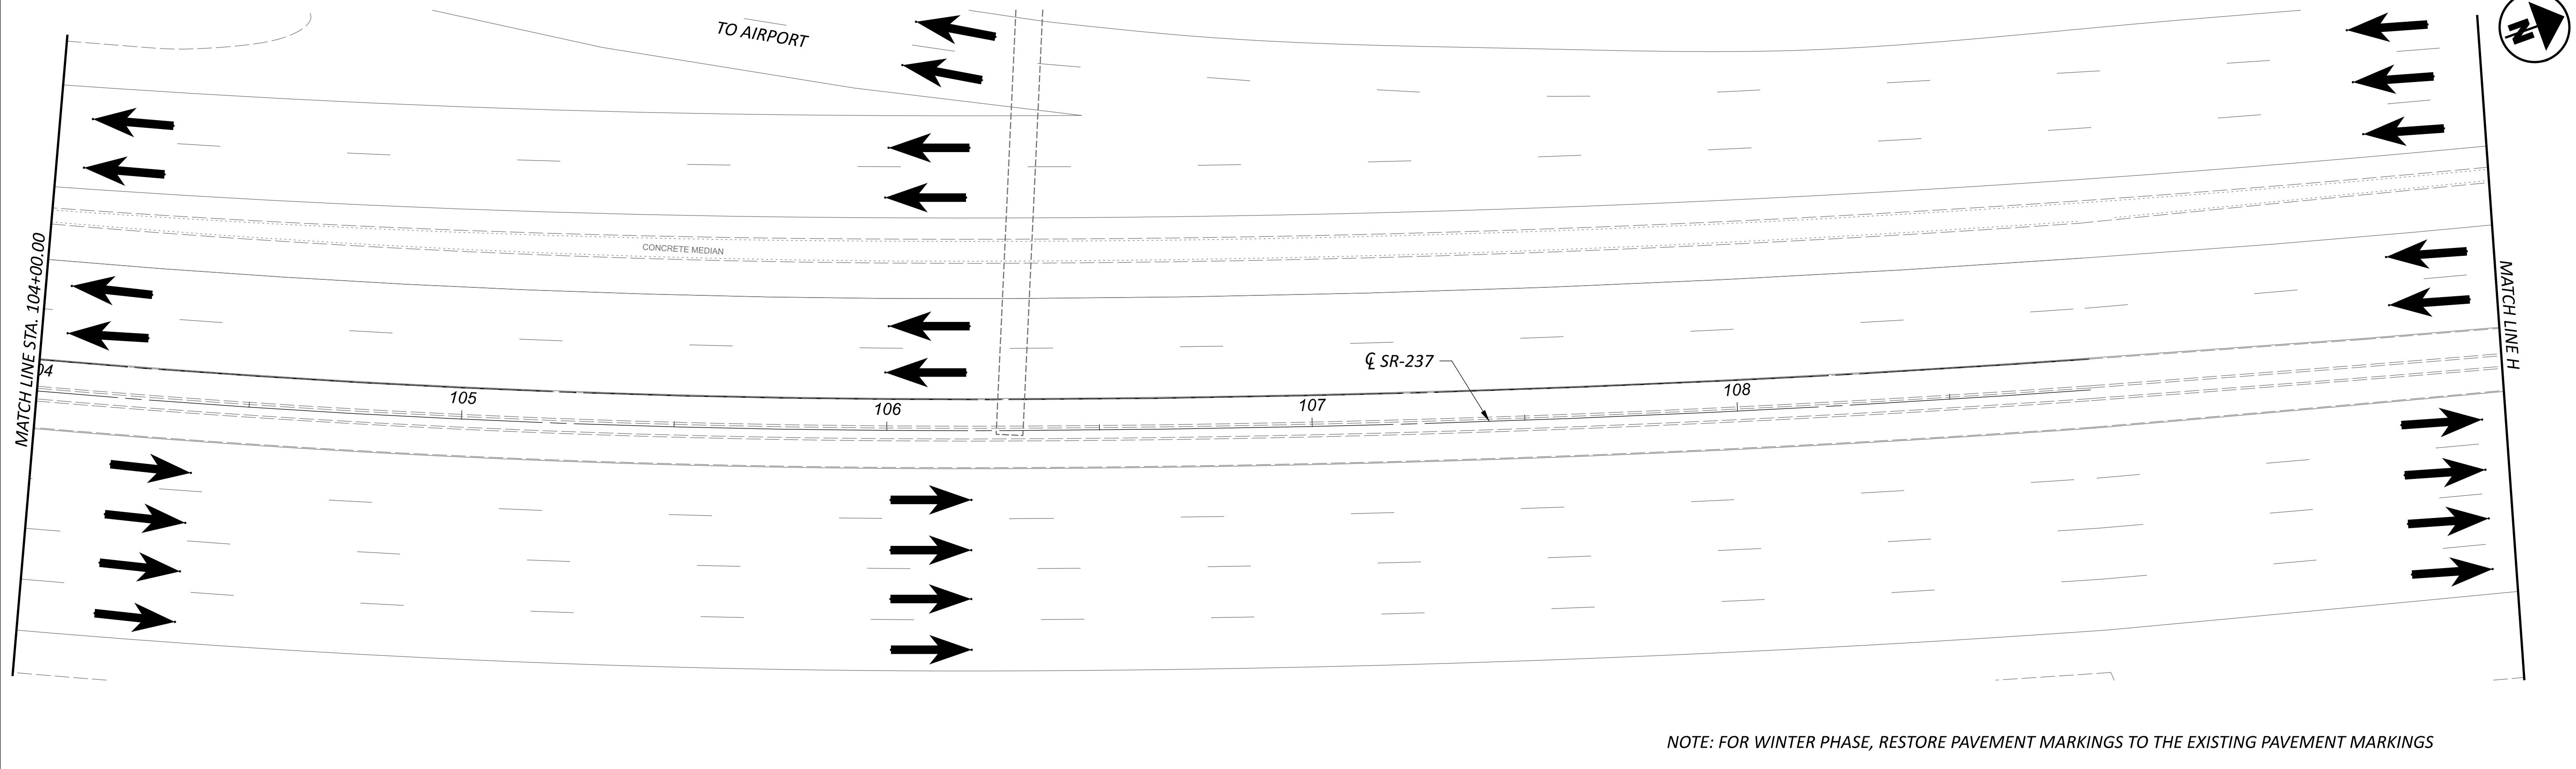 TO AIRPORT
N
MATCH LINE STA. 104+00.00
CONCRETE MEDIAN
MATCH LINE H
℄ SR-237
04
105
106
107
108
NOTE: FOR WINTER PHASE, RESTORE PAVEMENT MARKINGS TO THE EXISTING PAVEMENT MARKINGS